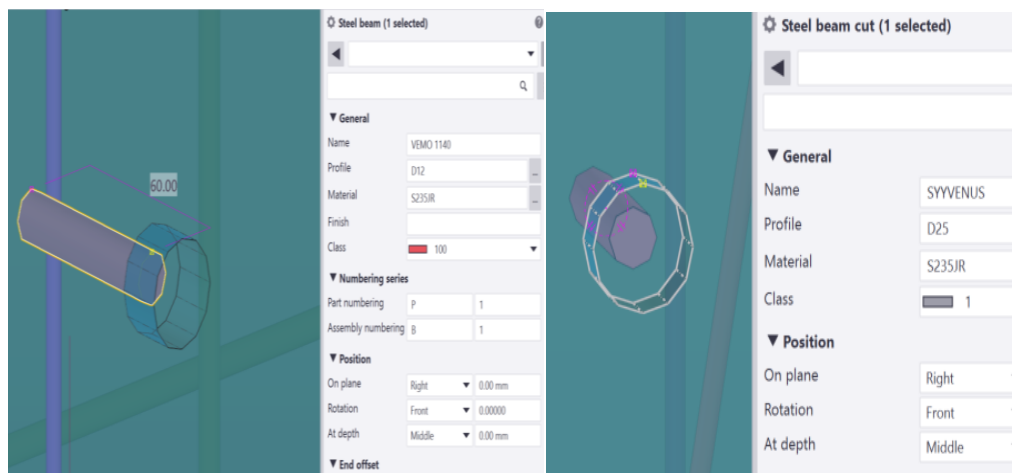 60.00
Steel beam (1 selected)
General
Name VEMO 1140
Profile D12 ...
Material S235JR ...
Finish
Class 100
Numbering series
Part numbering P 1
Assembly numbering B 1
Position
On plane Right 0.00 mm
Rotation Front 0.00000
At depth Middle 0.00 mm
End offset
Steel beam cut (1 selected)
General
Name SYYVENUS
Profile D25
Material S235JR
Class 1
Position
On plane Right
Rotation Front
At depth Middle